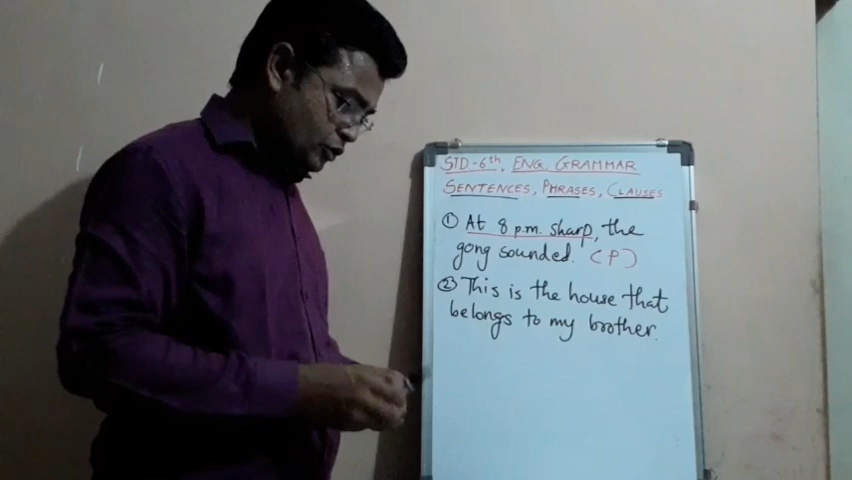 STD-6th. ENG. GRAMMAR
SENTENCES, PHRASES, CLAUSES
① At 8 p.m. sharp, the
gong sounded. (P)
② This is the house that
belongs to my brother.